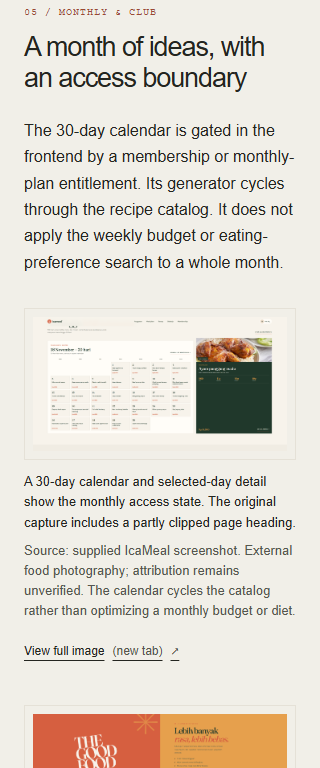 05 / MONTHLY & CLUB
A month of ideas, with
an access boundary
The 30-day calendar is gated in the
frontend by a membership or monthly-
plan entitlement. Its generator cycles
through the recipe catalog. It does not
apply the weekly budget or eating-
preference search to a whole month.
A 30-day calendar and selected-day detail
show the monthly access state. The original
capture includes a partly clipped page heading.
Source: supplied IcaMeal screenshot. External
food photography; attribution remains
unverified. The calendar cycles the catalog
rather than optimizing a monthly budget or diet.
View full image (new tab) ↗
THE
GOOD
FOOD
Lebih banyak
rasa, lebih bebas.